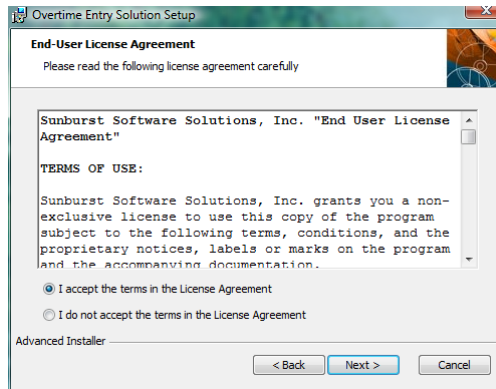 Overtime Entry Solution Setup
End-User License Agreement
Please read the following license agreement carefully
Sunburst Software Solutions, Inc. "End User License
Agreement"
TERMS OF USE:
Sunburst Software Solutions, Inc. grants you a non-
exclusive license to use this copy of the program
subject to the following terms, conditions, and the
proprietary notices, labels or marks on the program
and the accompanying documentation.
I accept the terms in the License Agreement
I do not accept the terms in the License Agreement
Advanced Installer
< Back Next > Cancel